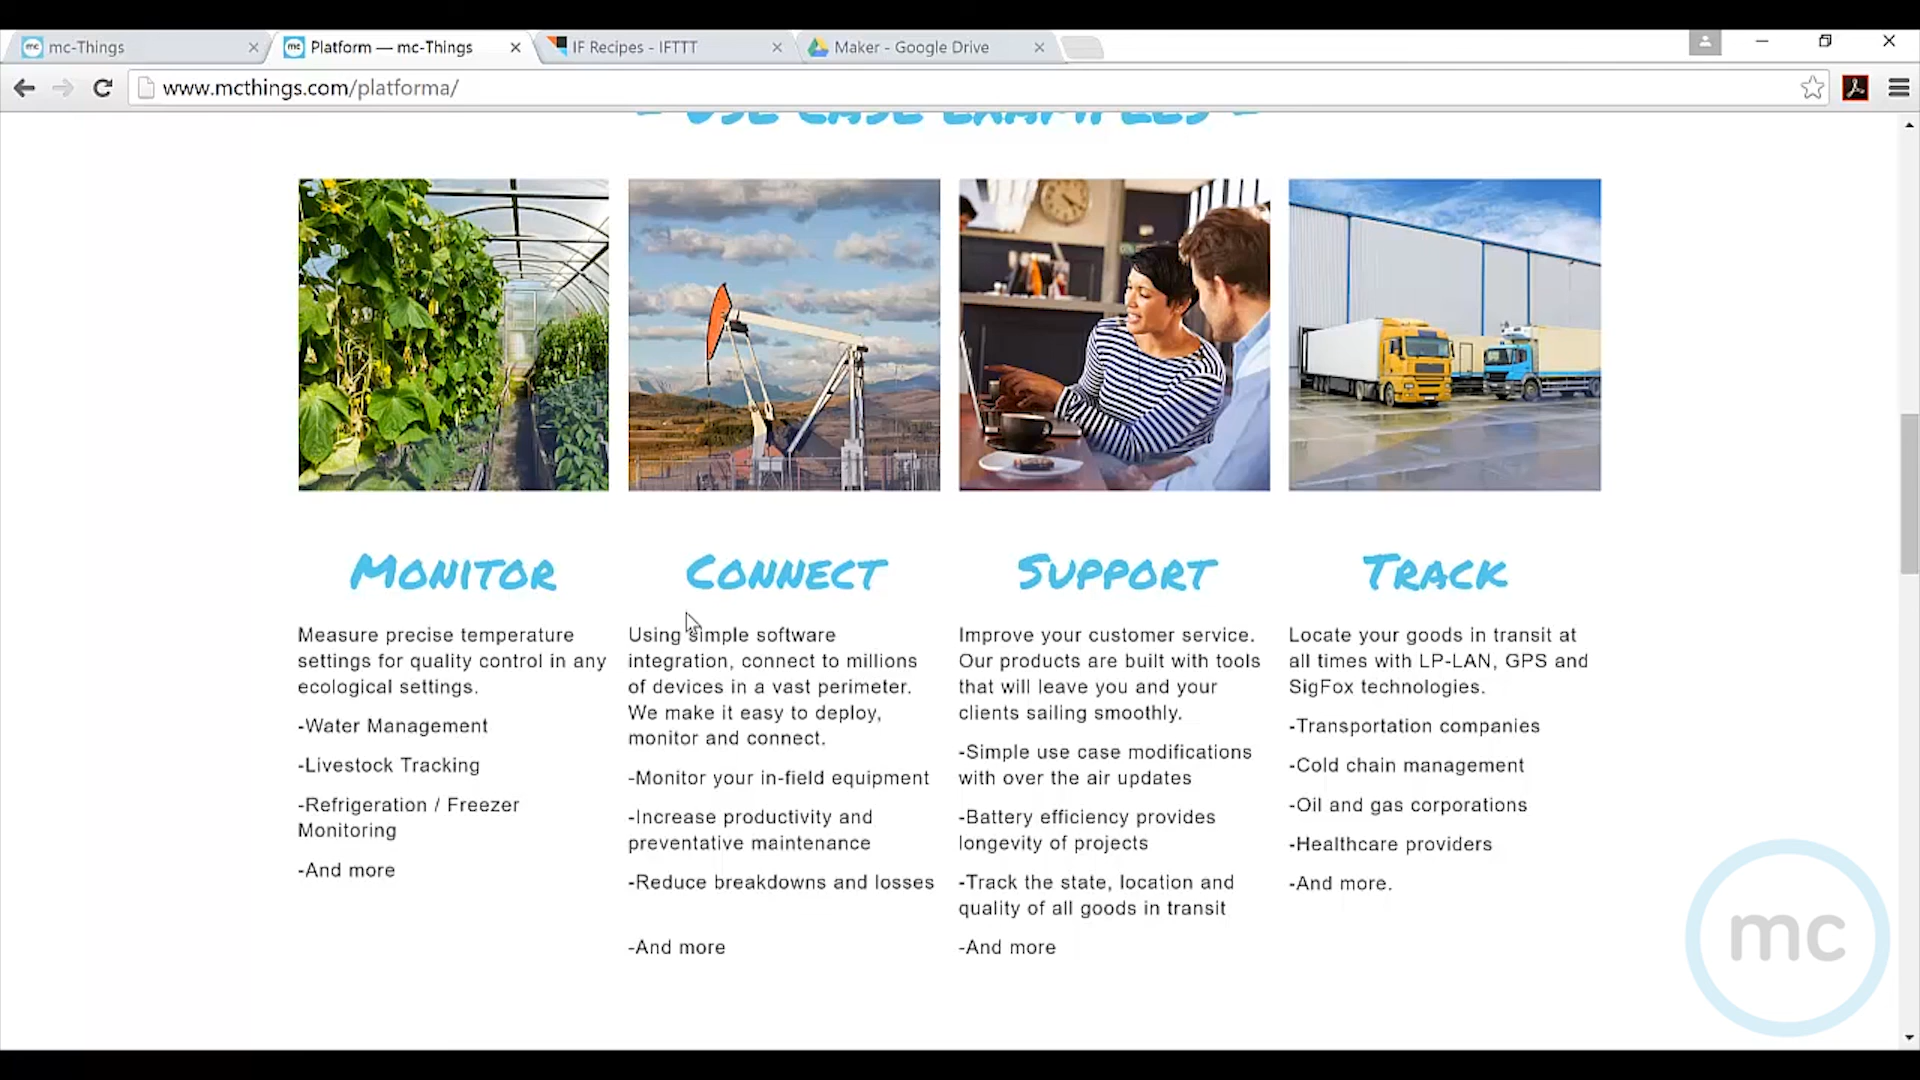 mc mc-Things
mc Platform — mc-Things
IF Recipes - IFTTT
Maker - Google Drive
www.mcthings.com/platforma/
- USE CASE EXAMPLES -
MONITOR
Measure precise temperature
settings for quality control in any
ecological settings.
-Water Management
-Livestock Tracking
-Refrigeration / Freezer
Monitoring
-And more
CONNECT
Using simple software
integration, connect to millions
of devices in a vast perimeter.
We make it easy to deploy,
monitor and connect.
-Monitor your in-field equipment
-Increase productivity and
preventative maintenance
-Reduce breakdowns and losses
-And more
SUPPORT
Improve your customer service.
Our products are built with tools
that will leave you and your
clients sailing smoothly.
-Simple use case modifications
with over the air updates
-Battery efficiency provides
longevity of projects
-Track the state, location and
quality of all goods in transit
-And more
TRACK
Locate your goods in transit at
all times with LP-LAN, GPS and
SigFox technologies.
-Transportation companies
-Cold chain management
-Oil and gas corporations
-Healthcare providers
-And more.
mc